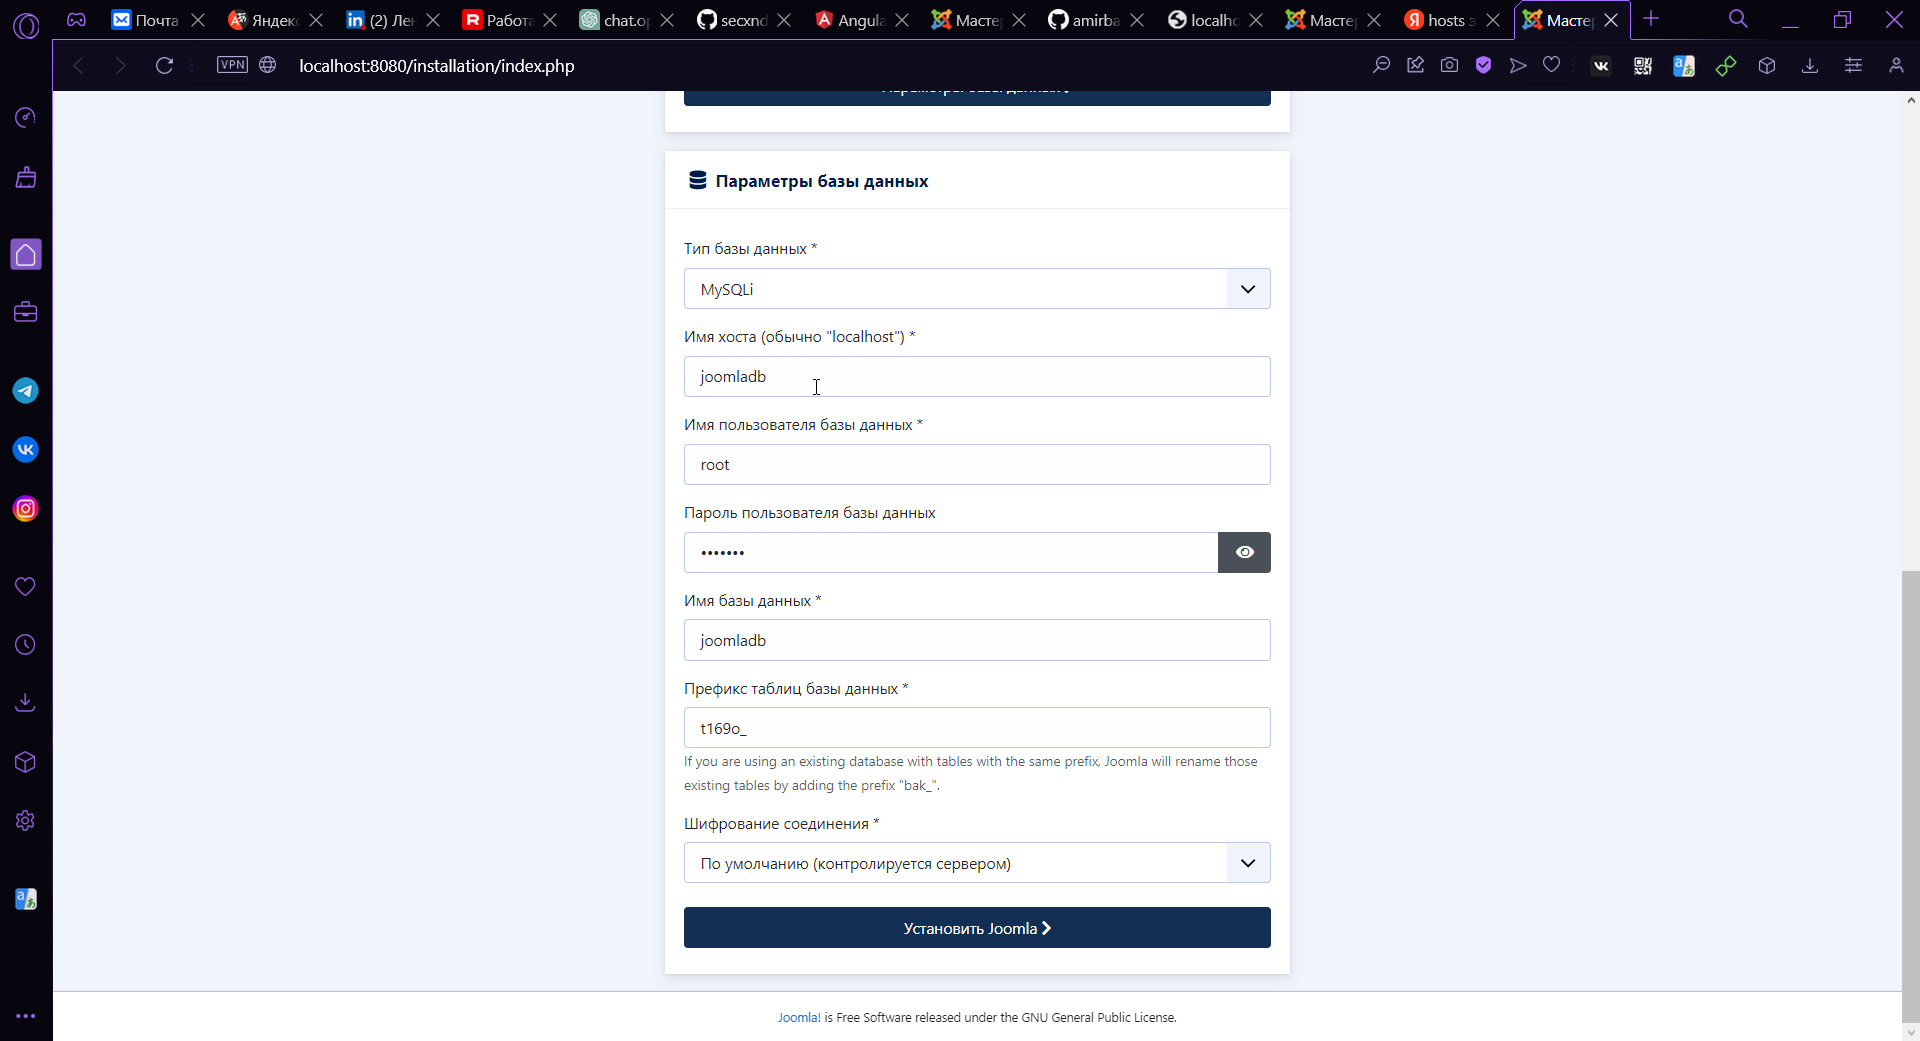 Почта
Яндек
(2) Ле
Работа
chat.o
secxnd
Angula
Масте
amirba
localho
Масте
hosts з
Масте
VPN
localhost:8080/installation/index.php
Параметры базы данных
Тип базы данных *
MySQLi
Имя хоста (обычно "localhost") *
joomladb
Имя пользователя базы данных *
root
Пароль пользователя базы данных
•••••••
Имя базы данных *
joomladb
Префикс таблиц базы данных *
t169o_
If you are using an existing database with tables with the same prefix, Joomla will rename those
existing tables by adding the prefix "bak_".
Шифрование соединения *
По умолчанию (контролируется сервером)
Установить Joomla
Joomla! is Free Software released under the GNU General Public License.